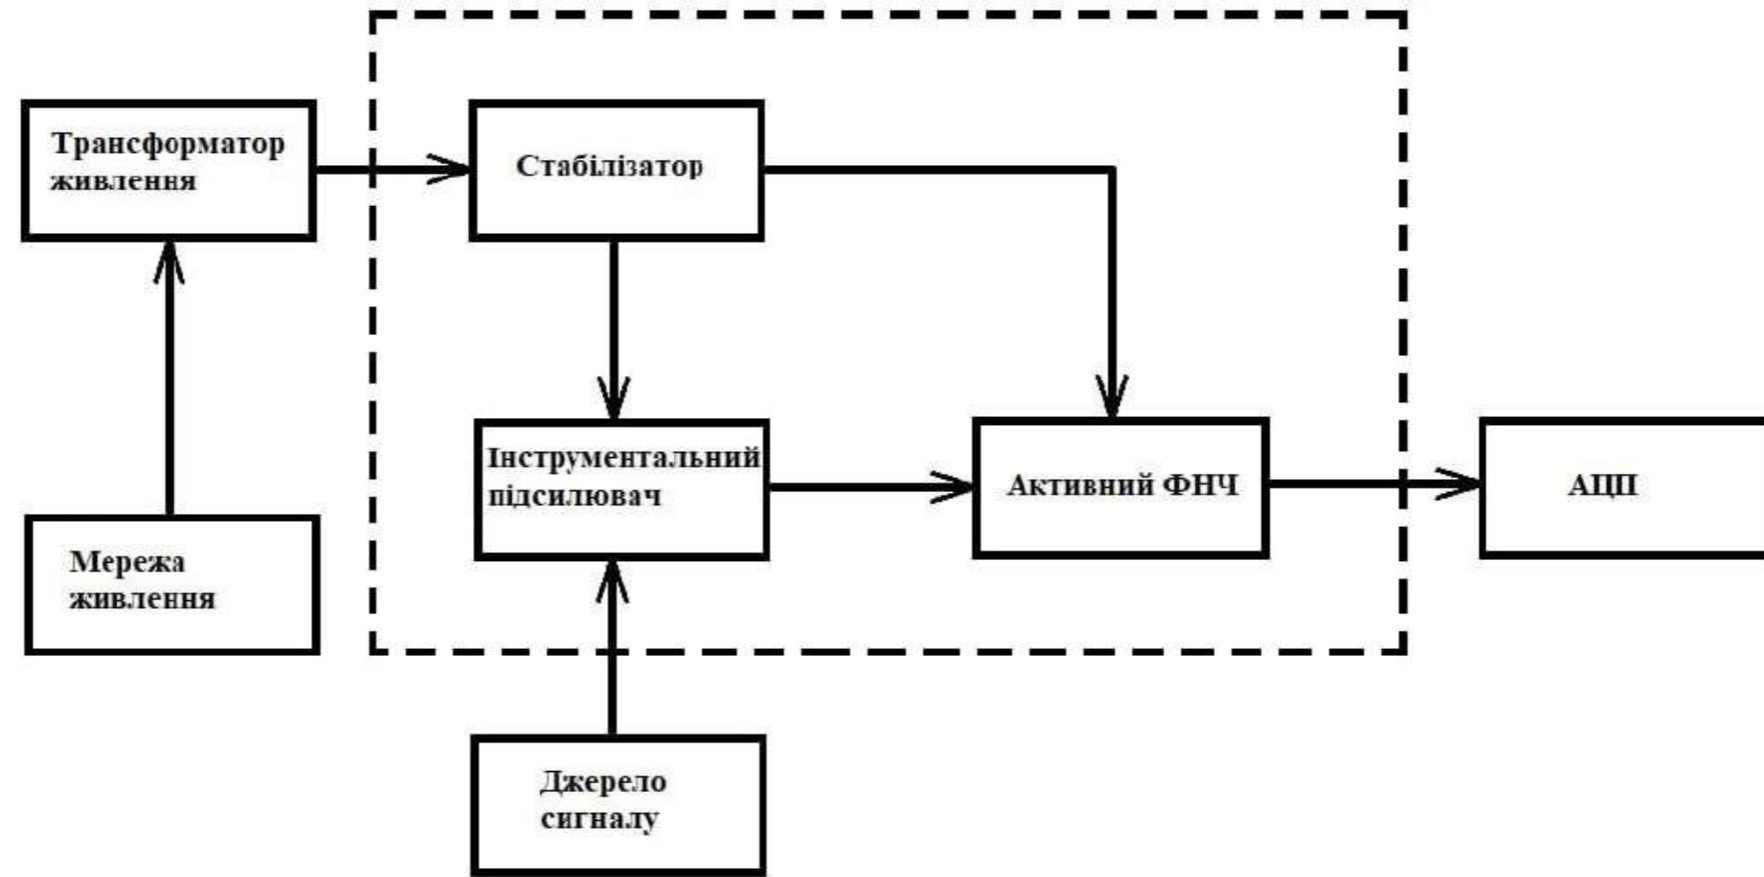 Трансформатор
живлення
Стабілізатор
Інструментальний
підсилювач
Активний ФНЧ
АЦП
Мережа
живлення
Джерело
сигналу